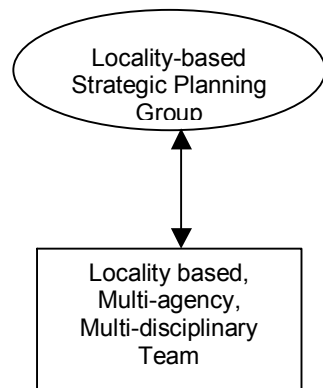 Locality-based
Strategic Planning
Group
Locality based,
Multi-agency,
Multi-disciplinary
Team